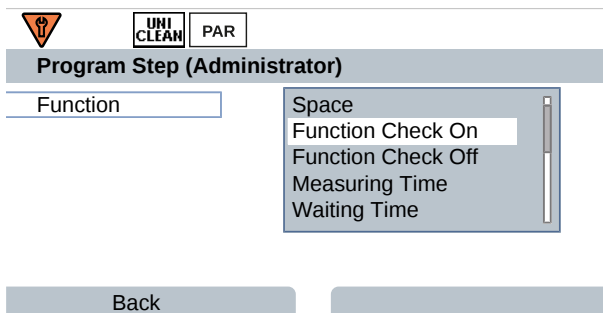 UNI
CLEAN PAR
Program Step (Administrator)
Function
Space
Function Check On
Function Check Off
Measuring Time
Waiting Time
Back